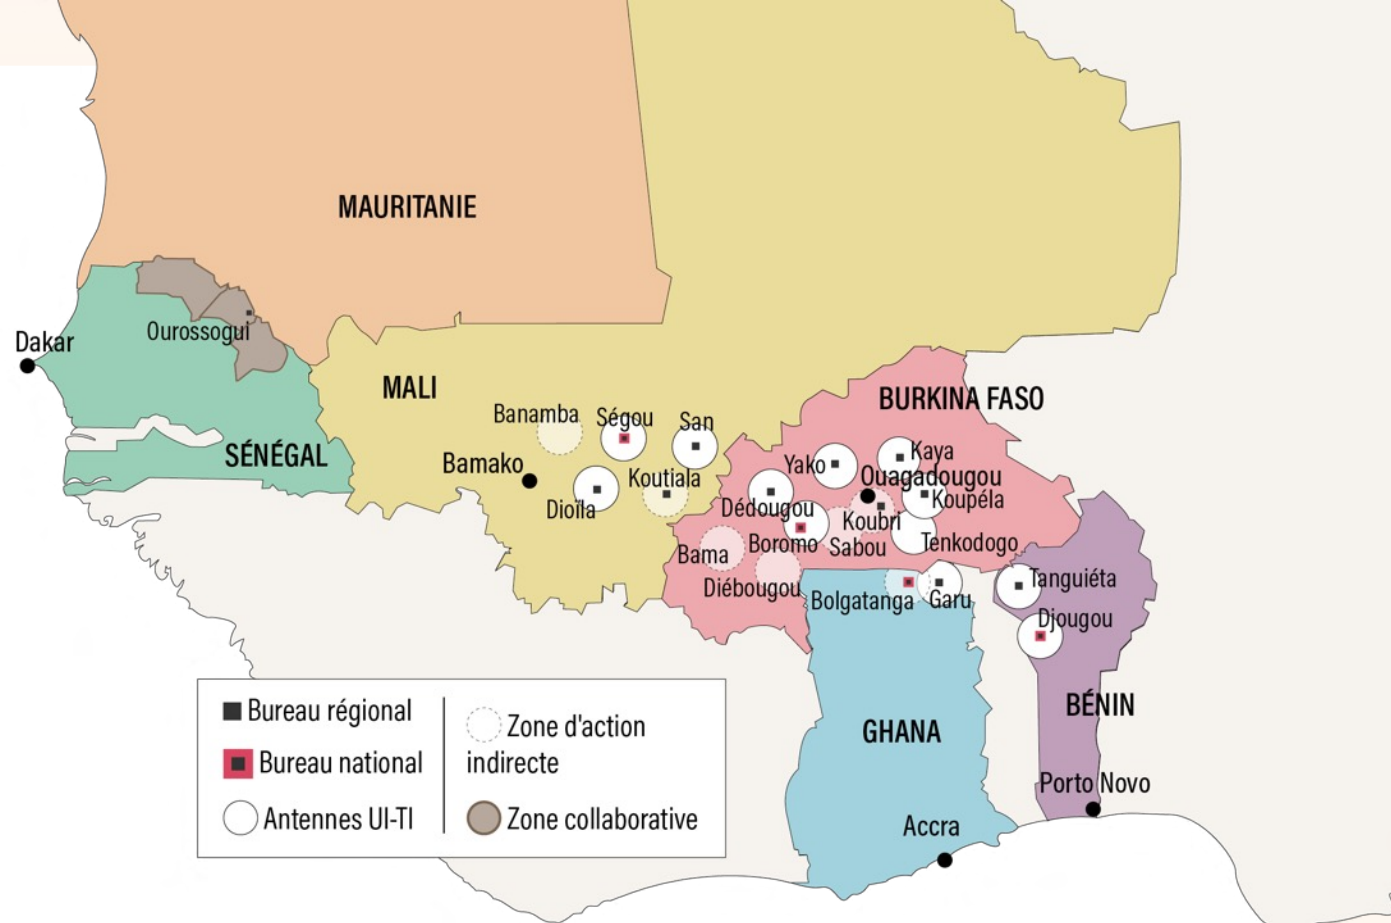 MAURITANIE
Ourossogui
Dakar
MALI
BURKINA FASO
Banamba
Ségou
San
SÉNÉGAL
Bamako
Koutiala
Dioïla
Yako
Kaya
Ouagadougou
Dédougou
Koupéla
Koubri
Boromo
Sabou
Tenkodogo
Bama
Diébougou
Bolgatanga
Garu
Tanguiéta
Djougou
BÉNIN
GHANA
Porto Novo
Accra
Bureau régional
Bureau national
Antennes UI-TI
Zone d'action
indirecte
Zone collaborative